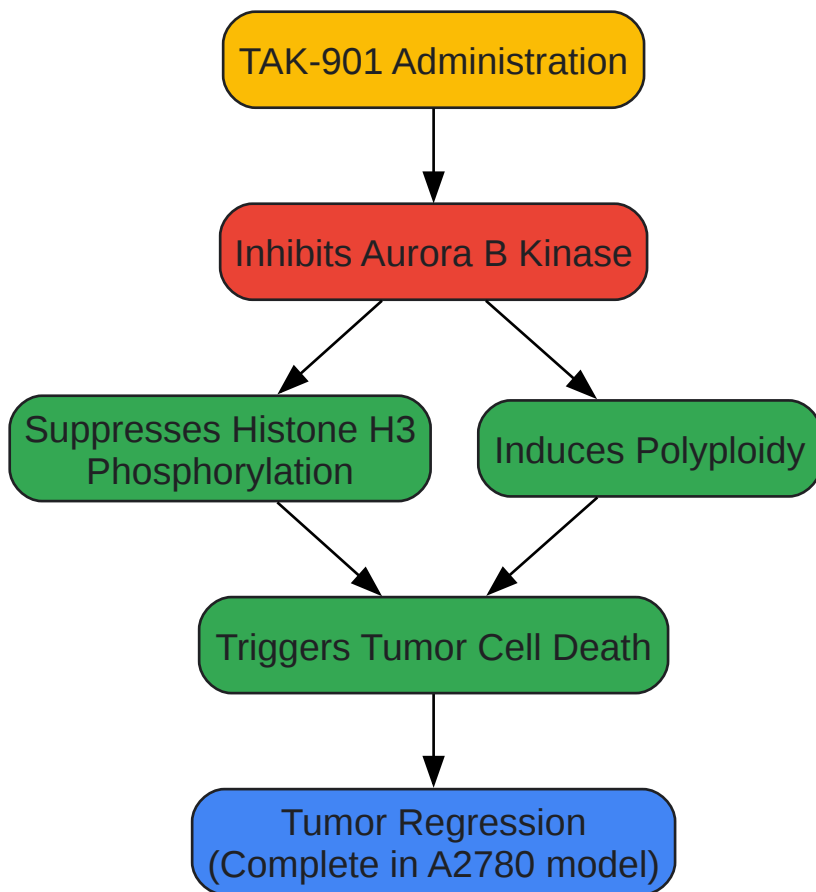 TAK-901 Administration
Inhibits Aurora B Kinase
Suppresses Histone H3
Phosphorylation
Induces Polyploidy
Triggers Tumor Cell Death
Tumor Regression
(Complete in A2780 model)